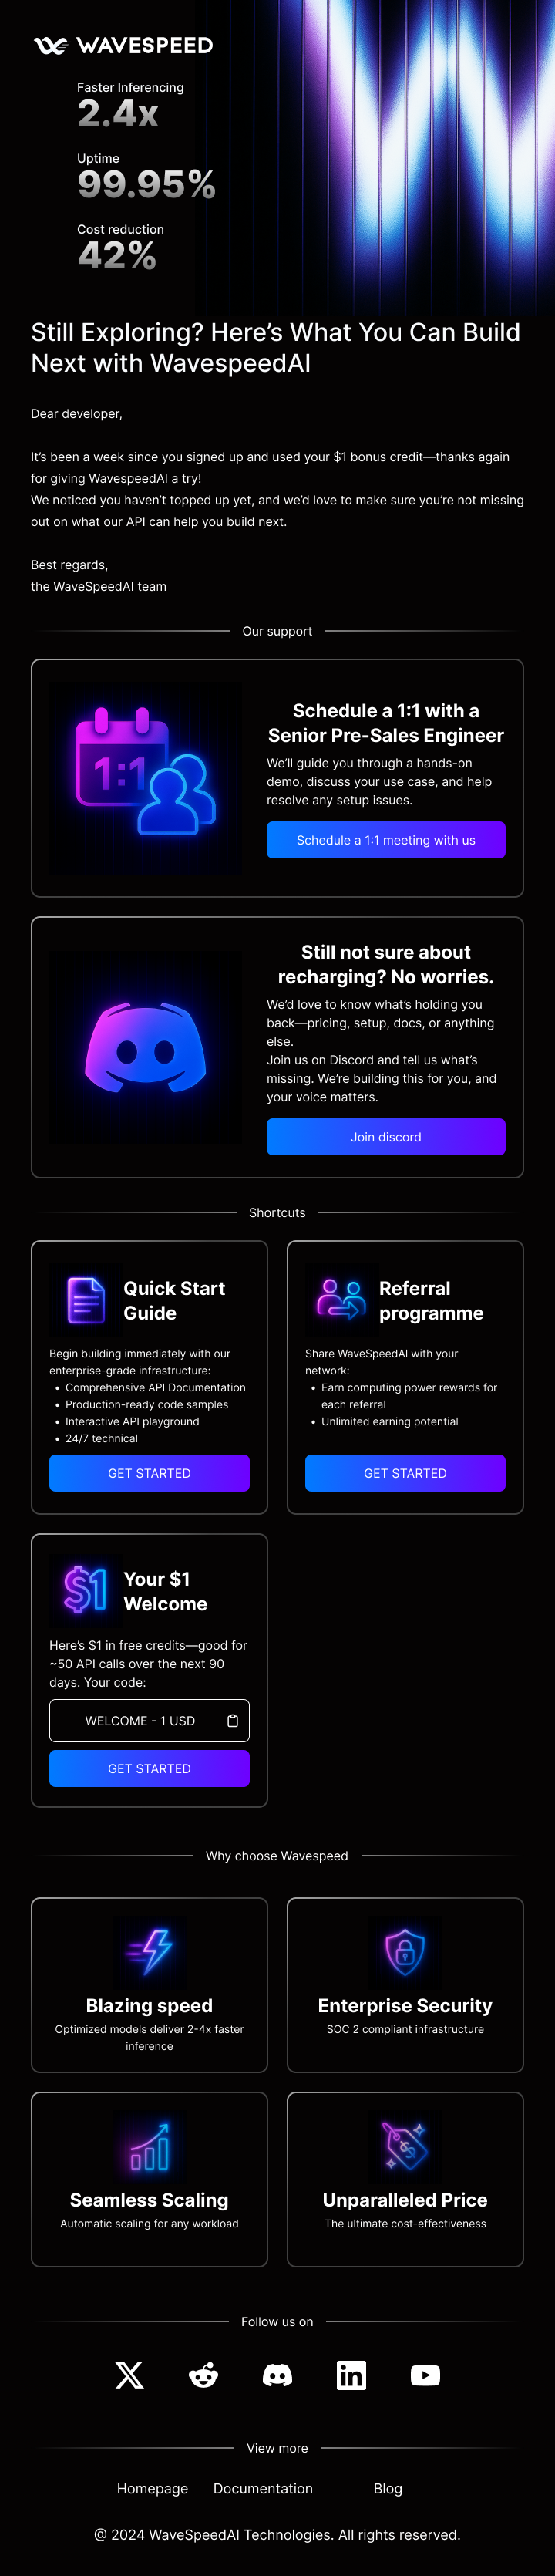 WAVESPEED
Faster Inferencing
2.4x
Uptime
99.95%
Cost reduction
42%
Still Exploring? Here’s What You Can Build
Next with WavespeedAI
Dear developer,
It’s been a week since you signed up and used your $1 bonus credit—thanks again
for giving WavespeedAI a try!
We noticed you haven’t topped up yet, and we’d love to make sure you’re not missing
out on what our API can help you build next.
Best regards,
the WaveSpeedAI team
Our support
1:1
Schedule a 1:1 with a
Senior Pre-Sales Engineer
We’ll guide you through a hands-on
demo, discuss your use case, and help
resolve any setup issues.
Schedule a 1:1 meeting with us
Still not sure about
recharging? No worries.
We’d love to know what’s holding you
back—pricing, setup, docs, or anything
else.
Join us on Discord and tell us what’s
missing. We’re building this for you, and
your voice matters.
Join discord
Shortcuts
Quick Start
Guide
Begin building immediately with our
enterprise-grade infrastructure:
• Comprehensive API Documentation
• Production-ready code samples
• Interactive API playground
• 24/7 technical
GET STARTED
Referral
programme
Share WaveSpeedAI with your
network:
• Earn computing power rewards for
each referral
• Unlimited earning potential
GET STARTED
$1
Your $1
Welcome
Here’s $1 in free credits—good for
~50 API calls over the next 90
days. Your code:
WELCOME - 1 USD
GET STARTED
Why choose Wavespeed
Blazing speed
Optimized models deliver 2-4x faster
inference
Enterprise Security
SOC 2 compliant infrastructure
Seamless Scaling
Automatic scaling for any workload
$
Unparalleled Price
The ultimate cost-effectiveness
Follow us on
in
View more
Homepage Documentation Blog
@ 2024 WaveSpeedAI Technologies. All rights reserved.